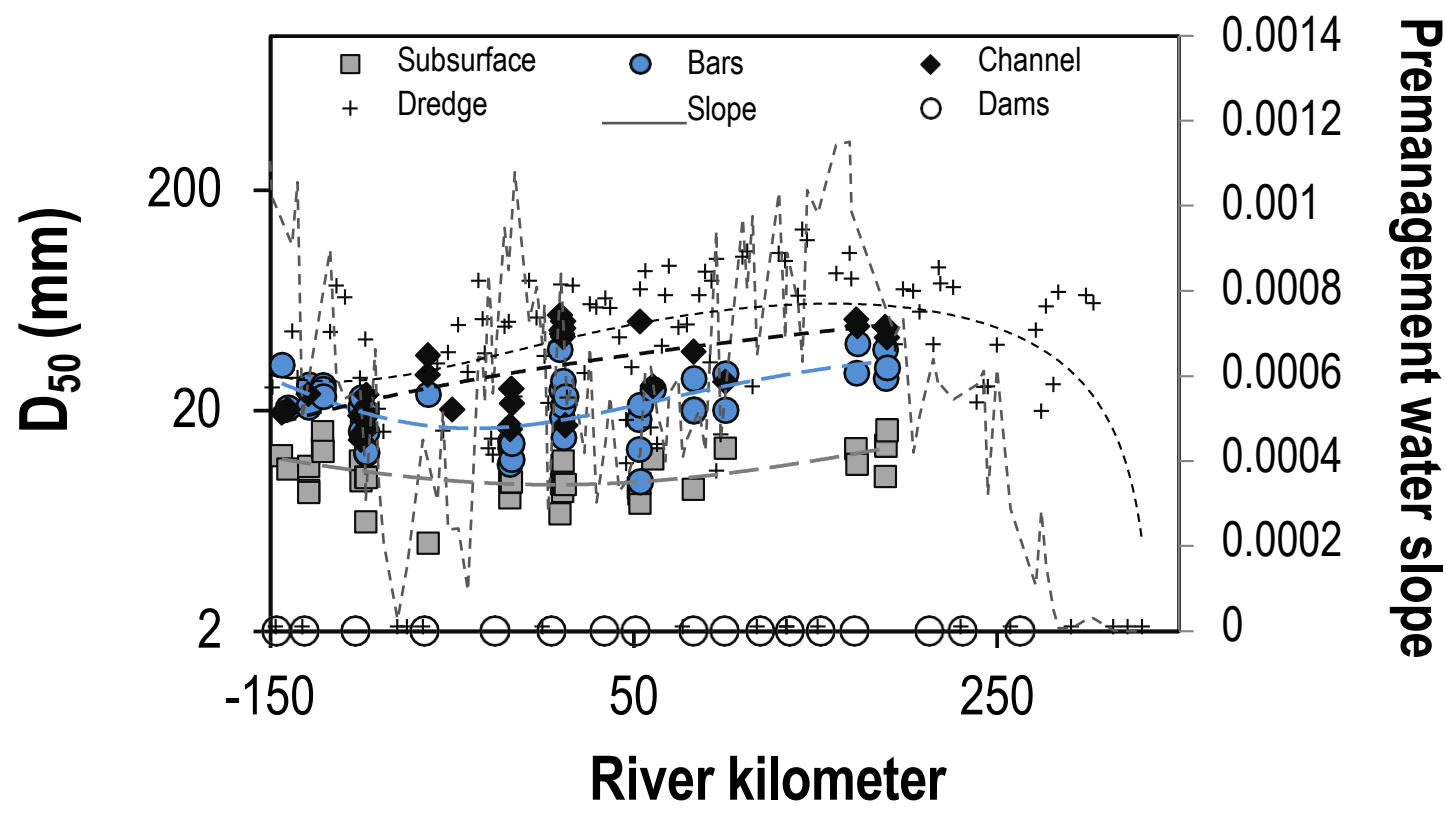 Subsurface Bars Channel
Dredge Slope Dams
D50 (mm)
200
20
2
-150 50 250
River kilometer
0.0014
0.0012
0.001
0.0008
0.0006
0.0004
0.0002
0
Premanagement water slope